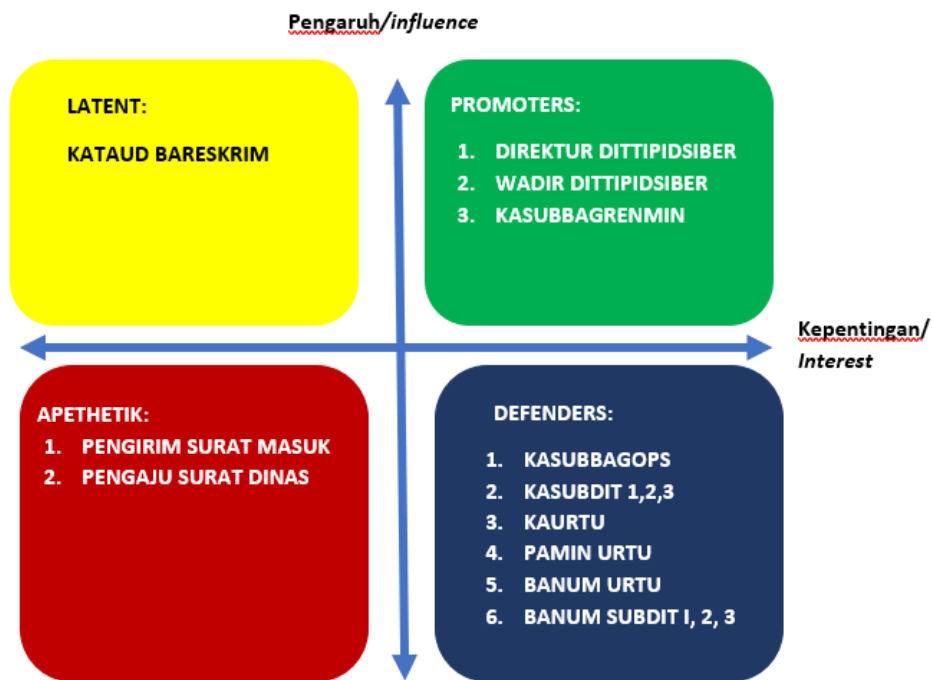 Pengaruh/influence
LATENT:
KATAUD BARESKRIM
PROMOTERS:
1. DIREKTUR DITTIPIDSIBER
2. WADIR DITTIPIDSIBER
3. KASUBBAGRENMIN
Kepentingan/
Interest
APETHETIK:
1. PENGIRIM SURAT MASUK
2. PENGAJU SURAT DINAS
DEFENDERS:
1. KASUBBAGOPS
2. KASUBDIT 1,2,3
3. KAURTU
4. PAMIN URTU
5. BANUM URTU
6. BANUM SUBDIT I, 2, 3